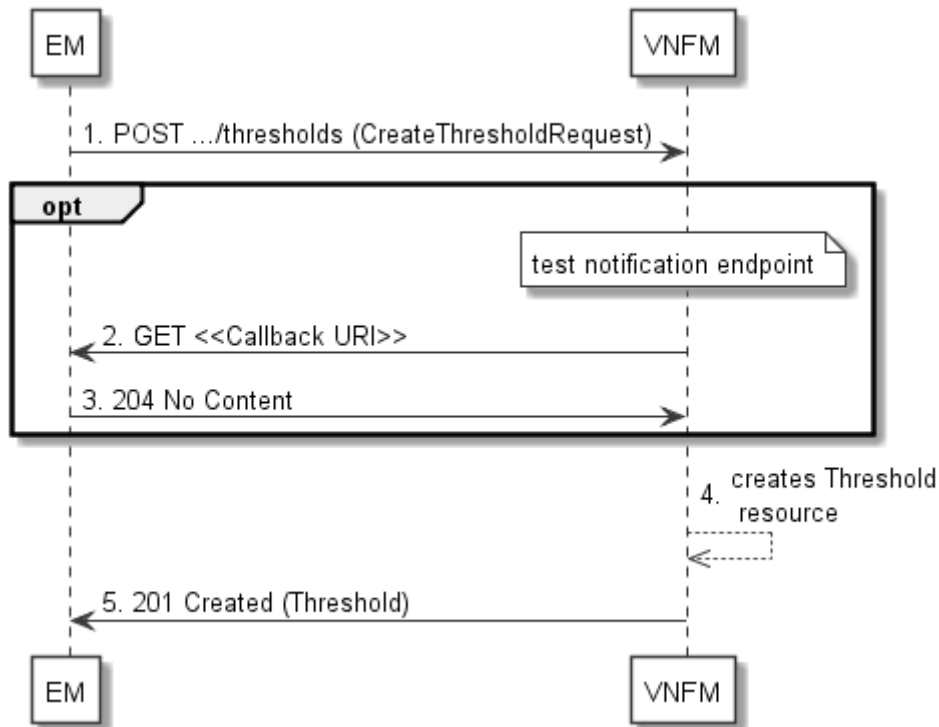 EM VNFM
1. POST .../thresholds (CreateThresholdRequest)
opt
test notification endpoint
2. GET <<Callback URI>>
3. 204 No Content
4. creates Threshold
resource
5. 201 Created (Threshold)
EM VNFM